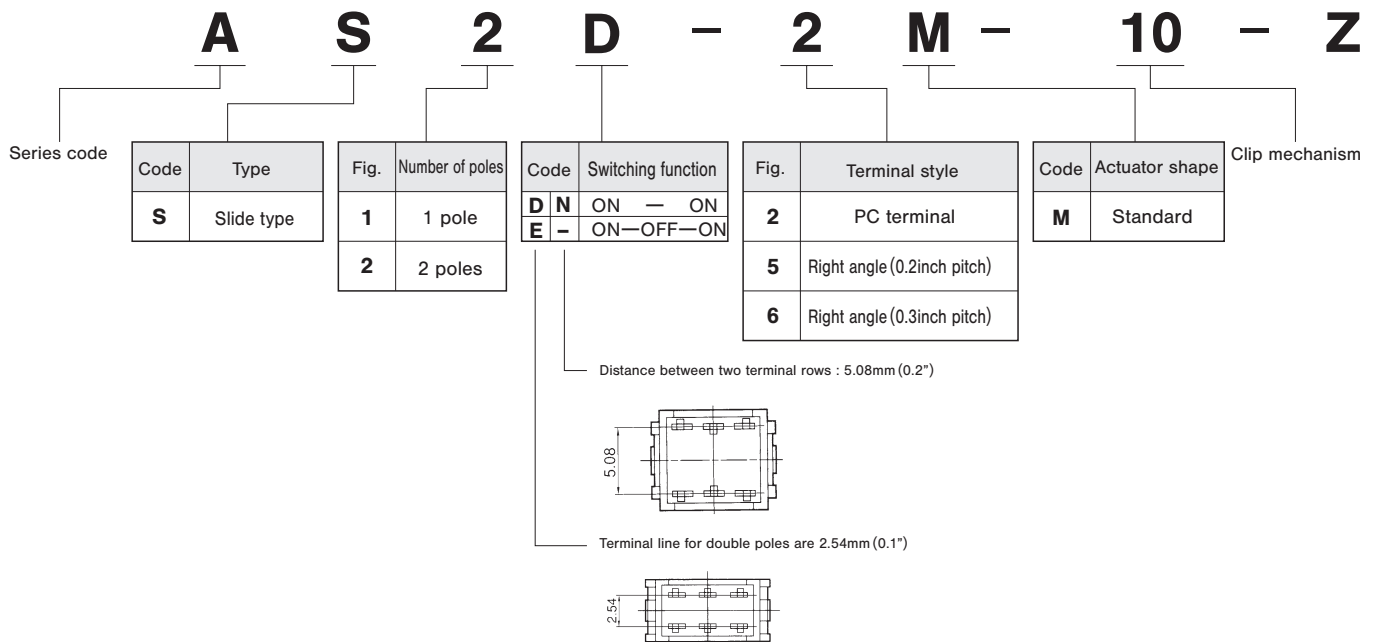 A S 2 D - 2 M - 10 - Z
Series code
Code Type
S Slide type
Fig. Number of poles
1 1 pole
2 2 poles
Code Switching function
D N ON — ON
E - ON—OFF—ON
Fig. Terminal style
2 PC terminal
5 Right angle (0.2inch pitch)
6 Right angle (0.3inch pitch)
Code Actuator shape
M Standard
Clip mechanism
Distance between two terminal rows : 5.08mm (0.2")
5.08
Terminal line for double poles are 2.54mm (0.1")
2.54